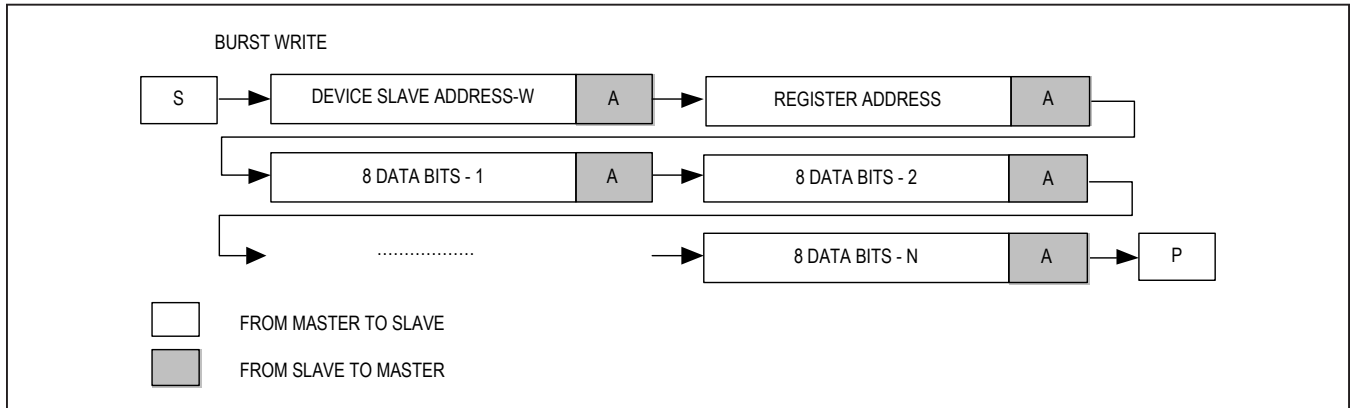 BURST WRITE
S DEVICE SLAVE ADDRESS-W A REGISTER ADDRESS A
8 DATA BITS - 1 A 8 DATA BITS - 2 A
.................. 8 DATA BITS - N A P
FROM MASTER TO SLAVE
FROM SLAVE TO MASTER